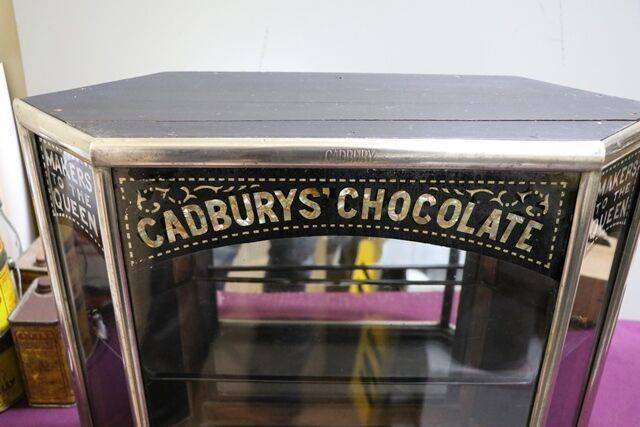 CADBURY
MAKERS
TO THE
QUEEN
CADBURYS' CHOCOLATE
MAKERS
TO THE
QUEEN